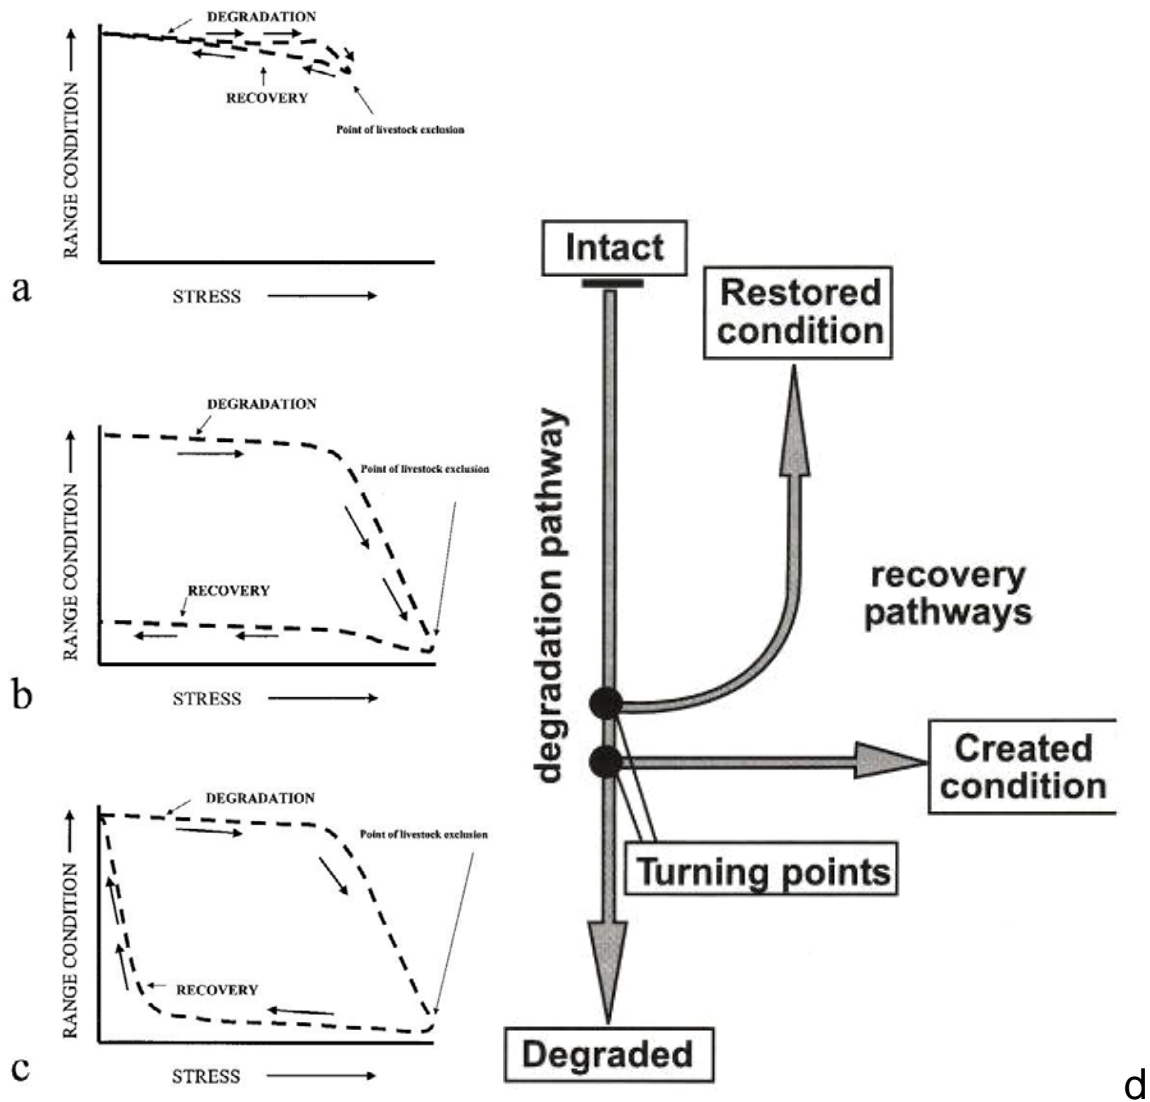 DEGRADATION
RECOVERY
Point of livestock exclusion
RANGE CONDITION
STRESS
a
DEGRADATION
Point of livestock exclusion
RECOVERY
RANGE CONDITION
STRESS
b
DEGRADATION
Point of livestock exclusion
RECOVERY
RANGE CONDITION
STRESS
c
Intact
Restored
condition
degradation pathway
recovery
pathways
Created
condition
Turning points
Degraded
d